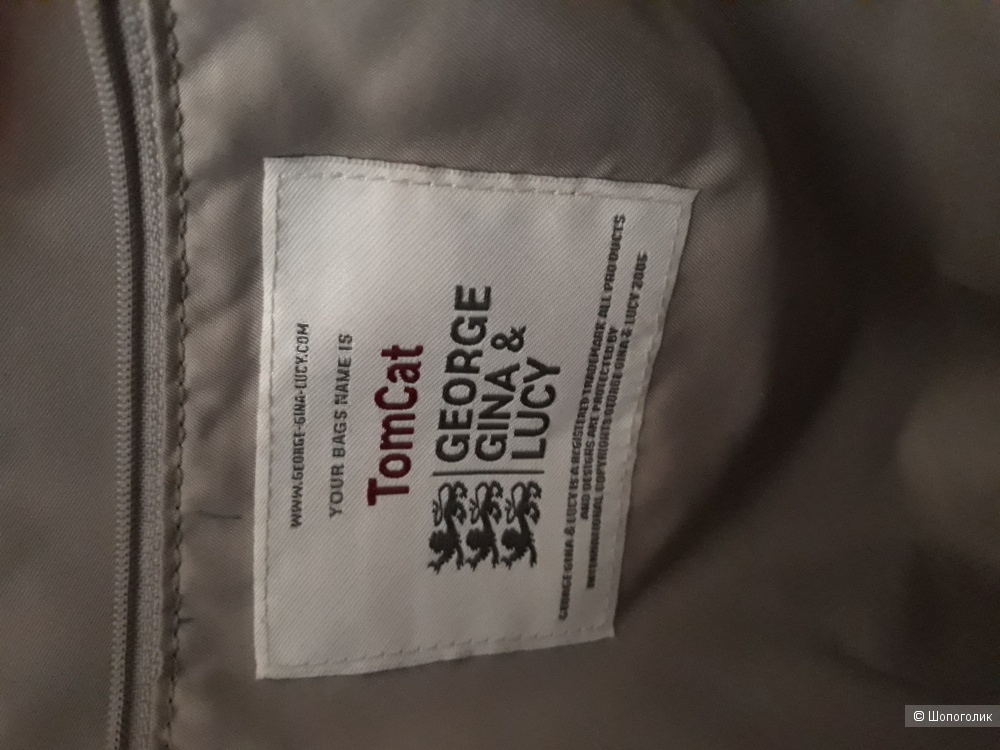 WWW.GEORGE-GINA-LUCY.COM
YOUR BAGS NAME IS
TomCat
GEORGE
GINA &
LUCY
GEORGE GINA & LUCY IS A REGISTERED TRADEMARK ALL PRODUCTS
AND DESIGNS ARE PROTECTED BY
INTERNATIONAL COPYRIGHTS GEORGE GINA & LUCY 2005
© Шопоголик